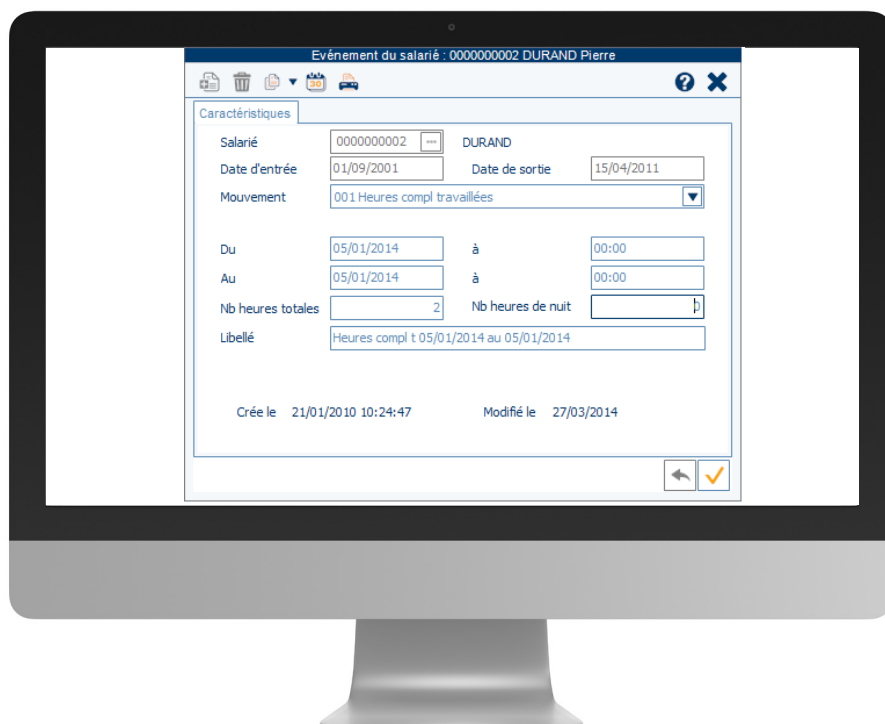 Evénement du salarié : 0000000002 DURAND Pierre
30
Caractéristiques
Salarié 0000000002 ... DURAND
Date d'entrée 01/09/2001 Date de sortie 15/04/2011
Mouvement 001 Heures compl travaillées
Du 05/01/2014 à 00:00
Au 05/01/2014 à 00:00
Nb heures totales 2 Nb heures de nuit 0
Libellé Heures compl t 05/01/2014 au 05/01/2014
Crée le 21/01/2010 10:24:47 Modifié le 27/03/2014